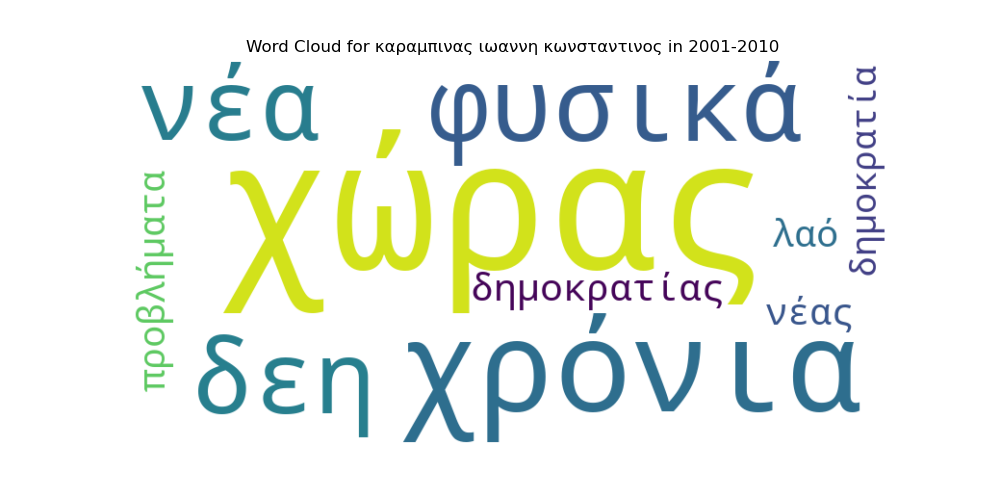 Word Cloud for καραμπινας ιωαννη κωνσταντινος in 2001-2010
νέα
φυσικά
δημοκρατία
χώρας
προβλήματα
λαό
δημοκρατίας
νέας
δεη
χρόνια